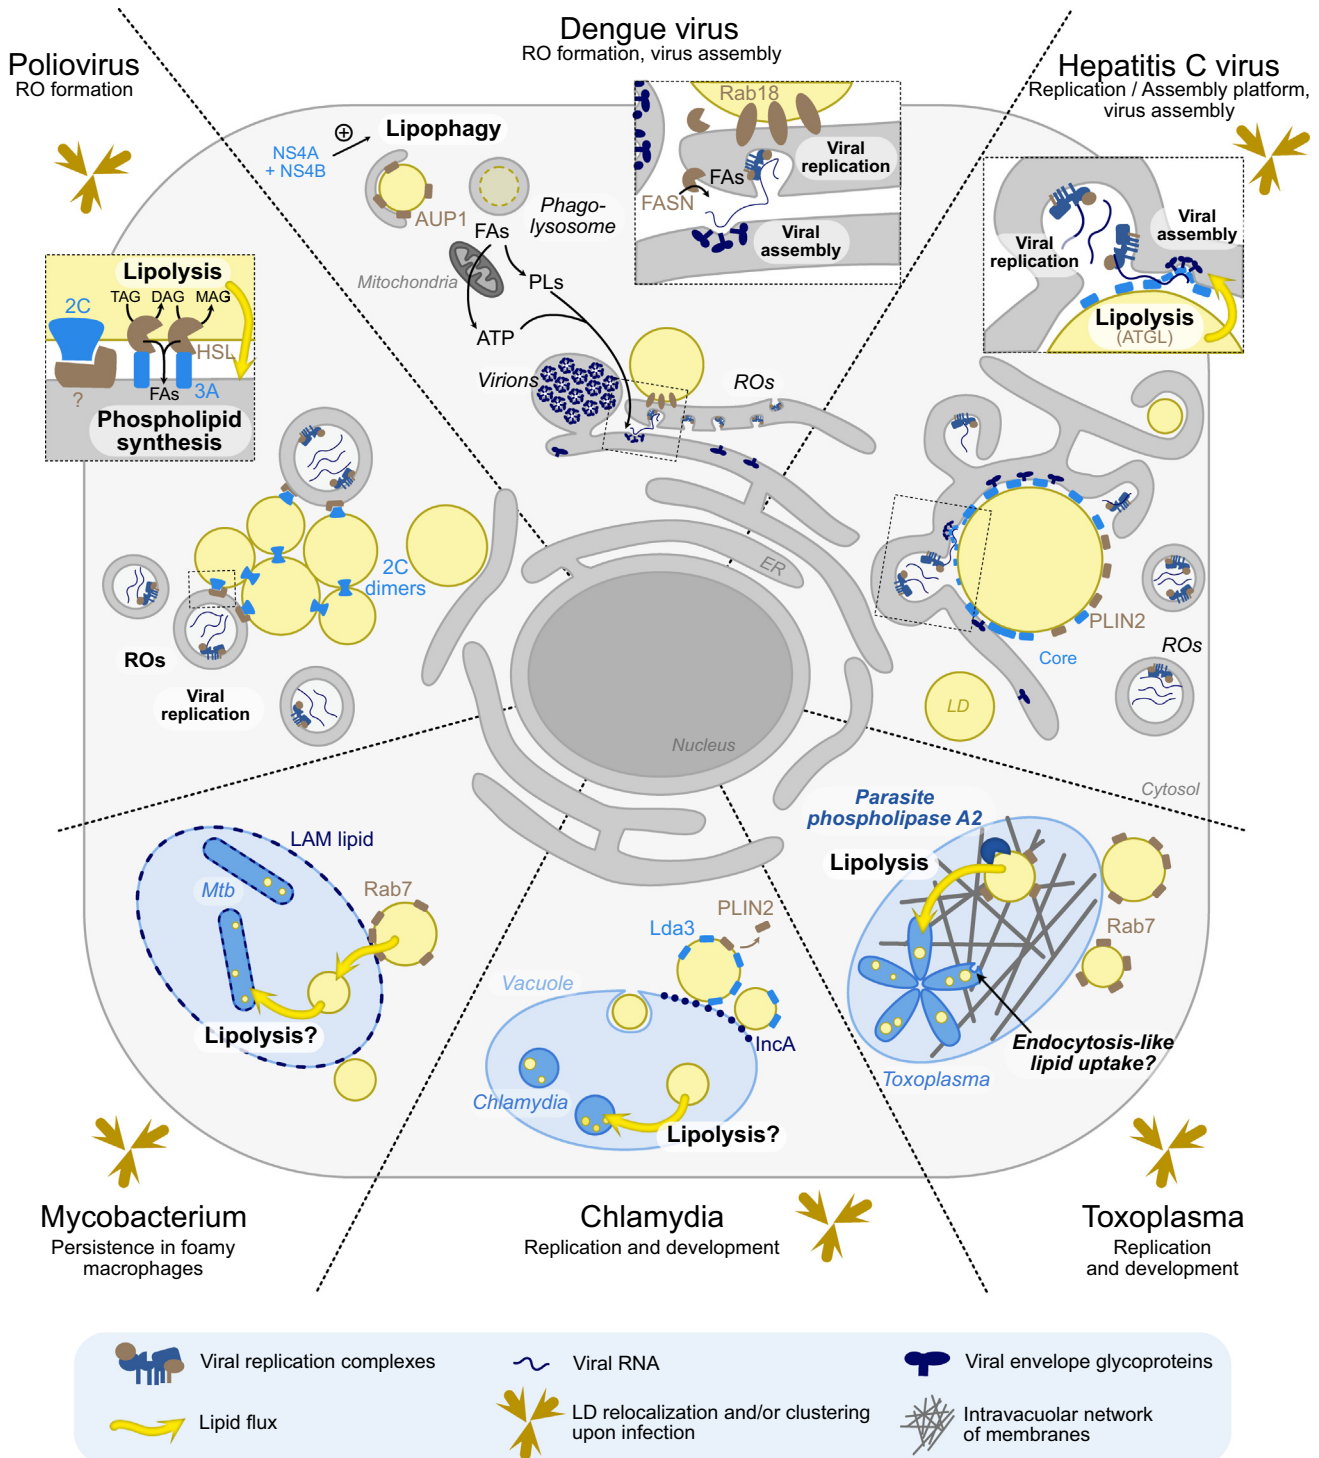 Poliovirus
RO formation
Dengue virus
RO formation, virus assembly
Hepatitis C virus
Replication / Assembly platform,
virus assembly
NS4A
+ NS4B
+
Lipophagy
AUP1
Phago-
lysosome
FAs
Mitochondria
PLs
ATP
Virions
ROs
Rab18
Viral
replication
FAs
FASN
Viral
assembly
Viral
replication
Viral
assembly
Lipolysis
(ATGL)
Lipolysis
TAG DAG MAG
2C
HSL
?
FAs
3A
Phospholipid
synthesis
2C
dimers
ROs
Viral
replication
ER
Nucleus
PLIN2
Core
ROs
LD
Cytosol
LAM lipid
Mtb
Rab7
Lipolysis?
PLIN2
Lda3
Vacuole
IncA
Chlamydia
Lipolysis?
Parasite
phospholipase A2
Lipolysis
Rab7
Endocytosis-like
lipid uptake?
Toxoplasma
Mycobacterium
Persistence in foamy
macrophages
Chlamydia
Replication and development
Toxoplasma
Replication
and development
Viral replication complexes
Viral RNA
Viral envelope glycoproteins
Lipid flux
LD relocalization and/or clustering
upon infection
Intravacuolar network
of membranes